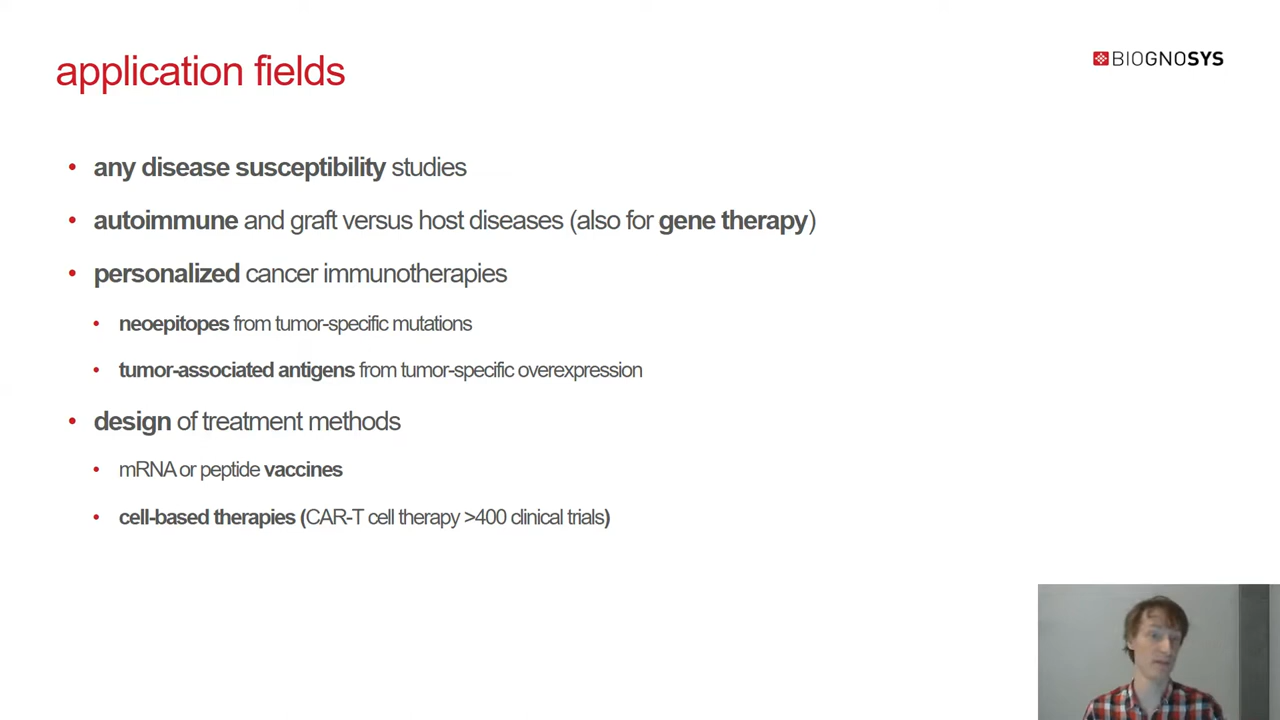 application fields
BIOGNOSYS
• any disease susceptibility studies
• autoimmune and graft versus host diseases (also for gene therapy)
• personalized cancer immunotherapies
• neoepitopes from tumor-specific mutations
• tumor-associated antigens from tumor-specific overexpression
• design of treatment methods
• mRNA or peptide vaccines
• cell-based therapies (CAR-T cell therapy >400 clinical trials)